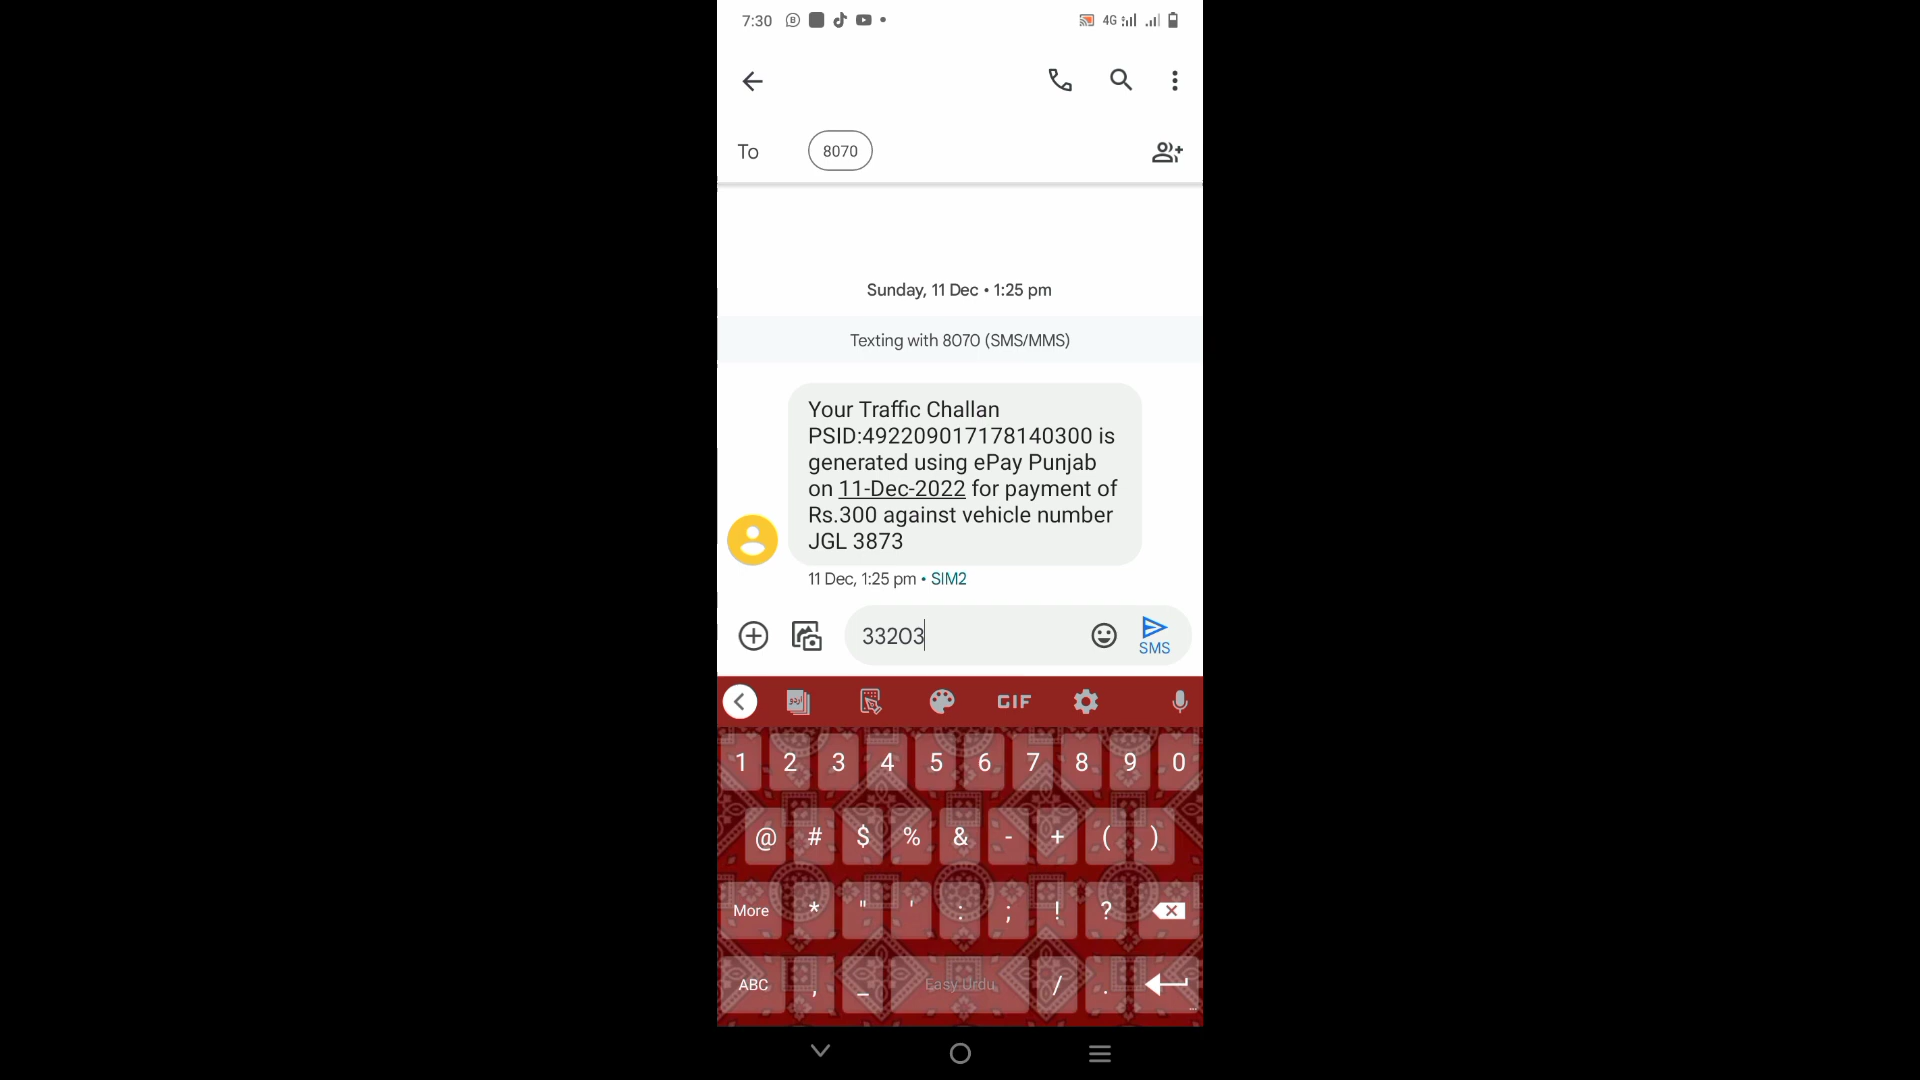 7:30 4G
To 8070
Sunday, 11 Dec • 1:25 pm
Texting with 8070 (SMS/MMS)
Your Traffic Challan
PSID:492209017178140300 is
generated using ePay Punjab
on 11-Dec-2022 for payment of
Rs.300 against vehicle number
JGL 3873
11 Dec, 1:25 pm • SIM2
33203
SMS
اردو GIF
1 2 3 4 5 6 7 8 9 0
@ # $ % & - + ( )
More * " ' : ; ! ?
ABC , _ Easy Urdu / .